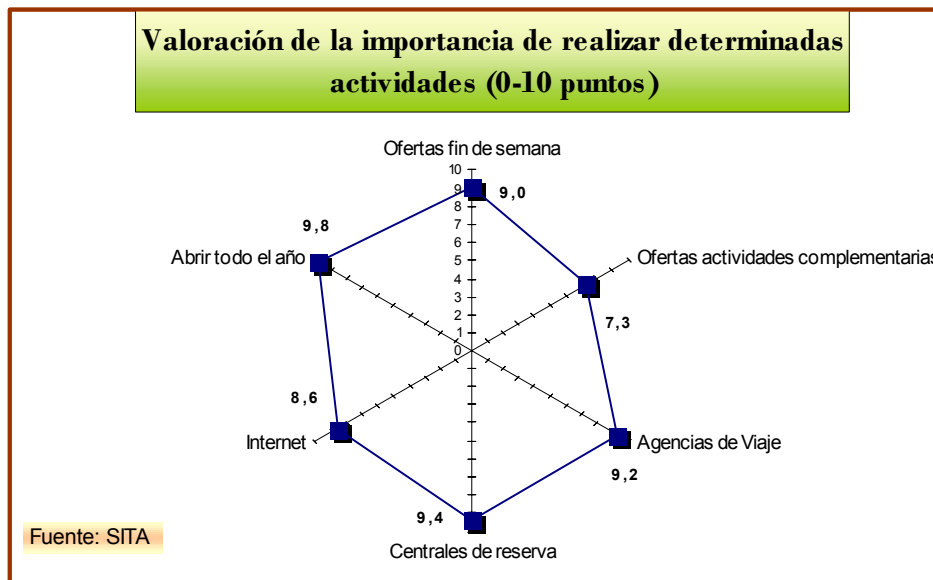 Valoración de la importancia de realizar determinadas
actividades (0-10 puntos)
Ofertas fin de semana
10
9
8
7
6
5
4
3
2
1
0
9,0
Ofertas actividades complementarias
7,3
Agencias de Viaje
9,2
Centrales de reserva
9,4
Internet
8,6
Abrir todo el año
9,8
Fuente: SITA